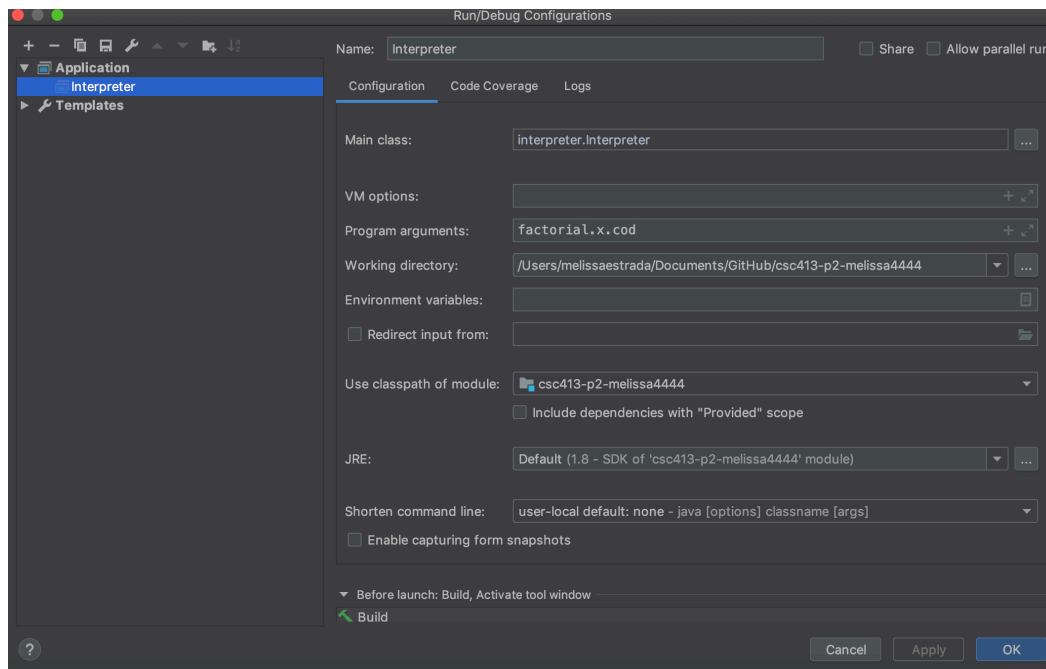 Run/Debug Configurations
Name: Interpreter Share Allow parallel run
Application
Interpreter
Templates
Configuration Code Coverage Logs
Main class: interpreter.Interpreter ...
VM options:
Program arguments: factorial.x.cod
Working directory: /Users/melissaestrada/Documents/GitHub/csc413-p2-melissa4444 ...
Environment variables:
Redirect input from:
Use classpath of module: csc413-p2-melissa4444
Include dependencies with "Provided" scope
JRE: Default (1.8 - SDK of 'csc413-p2-melissa4444' module) ...
Shorten command line: user-local default: none - java [options] classname [args]
Enable capturing form snapshots
Before launch: Build, Activate tool window
Build
? Cancel Apply OK